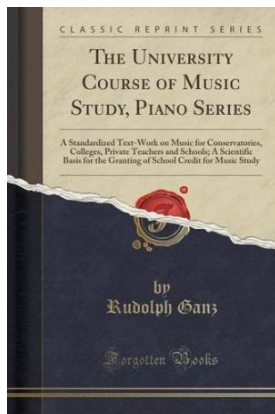 CLASSIC REPRINT SERIES
THE UNIVERSITY
COURSE OF MUSIC
STUDY, PIANO SERIES
A Standardized Text-Work on Music for Conservatories,
Colleges, Private Teachers and Schools; A Scientific
Basis for the Granting of School Credit for Music Study
by
Rudolph Ganz
Forgotten Books